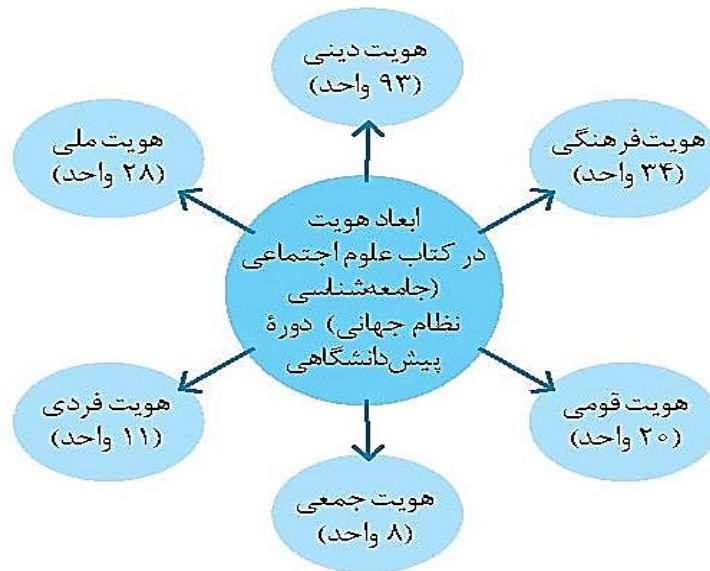 هویت دینی
(۹۳ واحد)
هویت فرهنگی
(۳۴ واحد)
هویت ملی
(۲۸ واحد)
ابعاد هویت
در کتاب علوم اجتماعی
(جامعه‌شناسی
نظام جهانی) دورهٔ
پیش‌دانشگاهی
هویت قومی
(۲۰ واحد)
هویت فردی
(۱۱ واحد)
هویت جمعی
(۸ واحد)